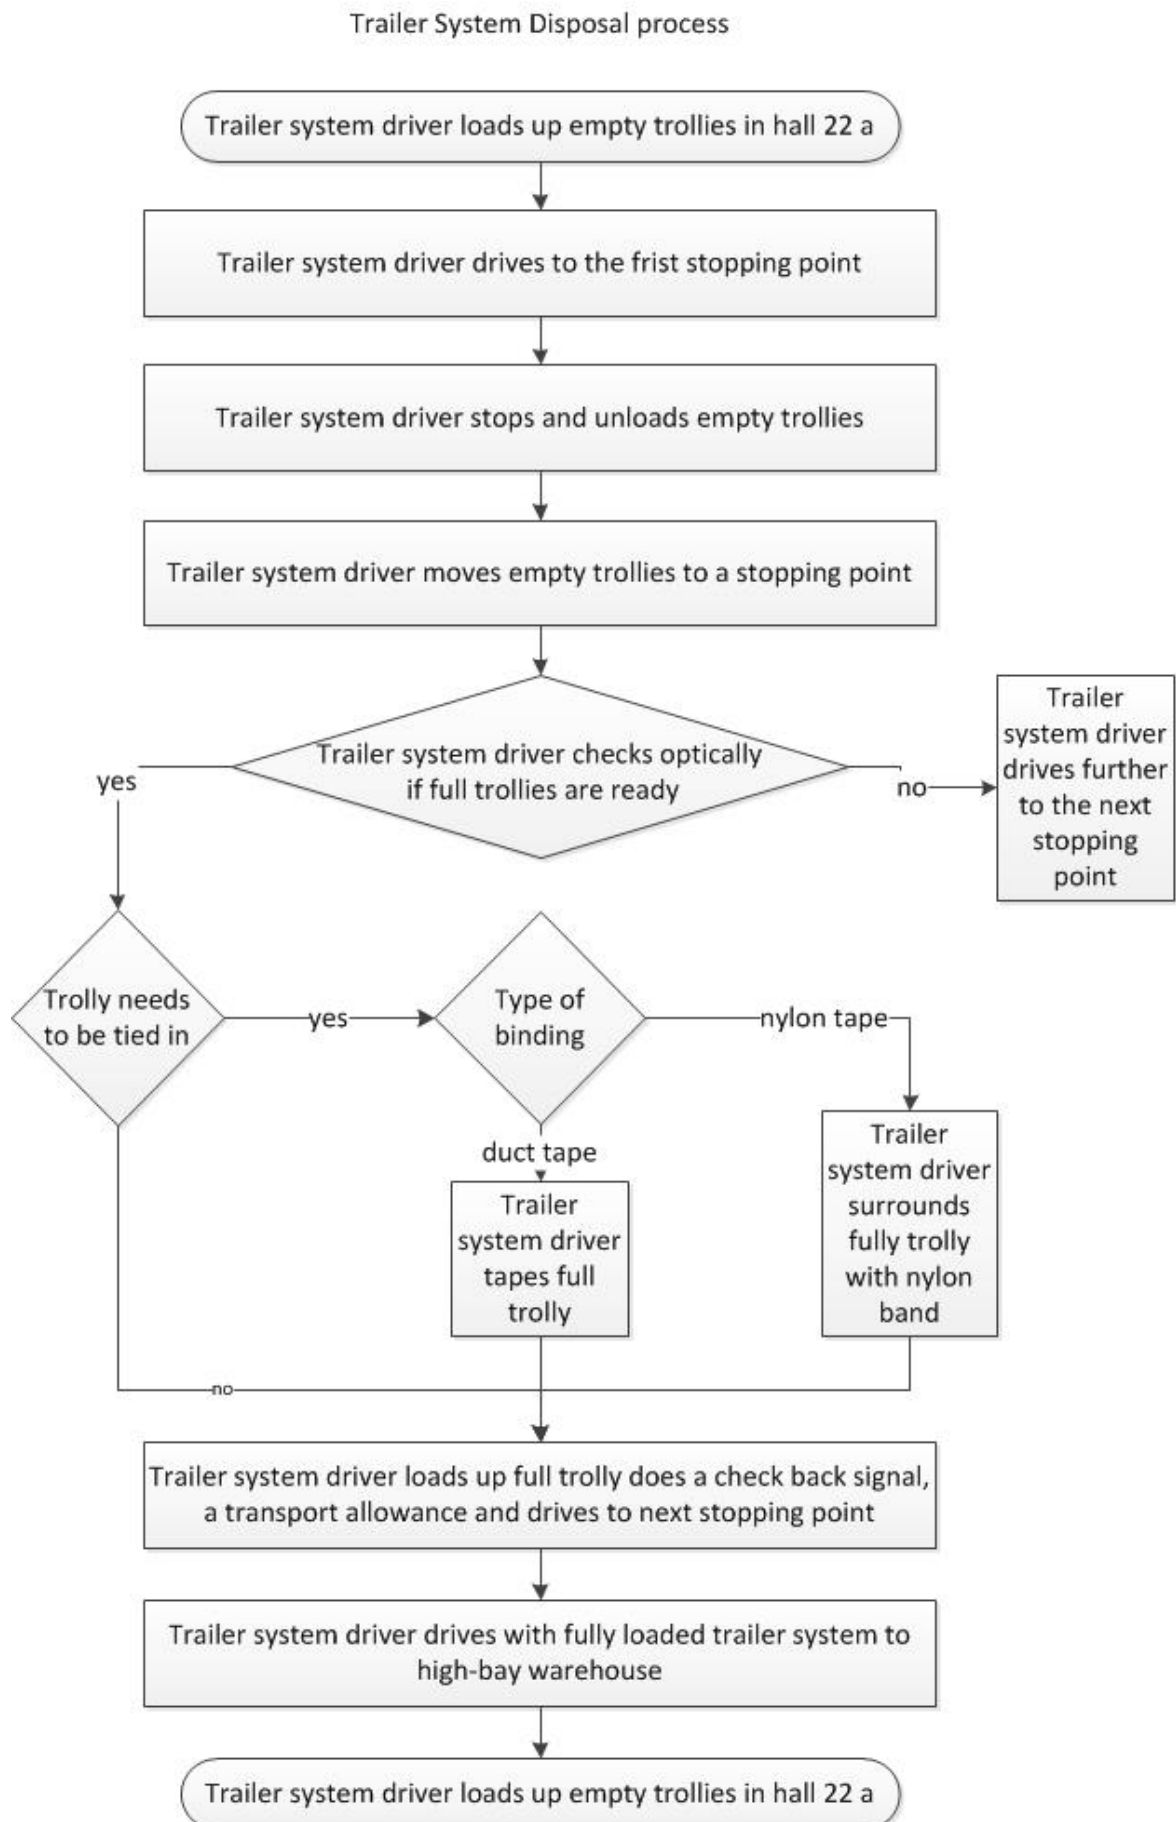 Trailer System Disposal process
Trailer system driver loads up empty trollies in hall 22 a
Trailer system driver drives to the frist stopping point
Trailer system driver stops and unloads empty trollies
Trailer system driver moves empty trollies to a stopping point
Trailer system driver checks optically
if full trollies are ready
yes
no
Trailer
system driver
drives further
to the next
stopping
point
Trolly needs
to be tied in
yes
Type of
binding
nylon tape
duct tape
Trailer
system driver
tapes full
trolly
Trailer
system driver
surrounds
fully trolly
with nylon
band
no
Trailer system driver loads up full trolly does a check back signal,
a transport allowance and drives to next stopping point
Trailer system driver drives with fully loaded trailer system to
high-bay warehouse
Trailer system driver loads up empty trollies in hall 22 a